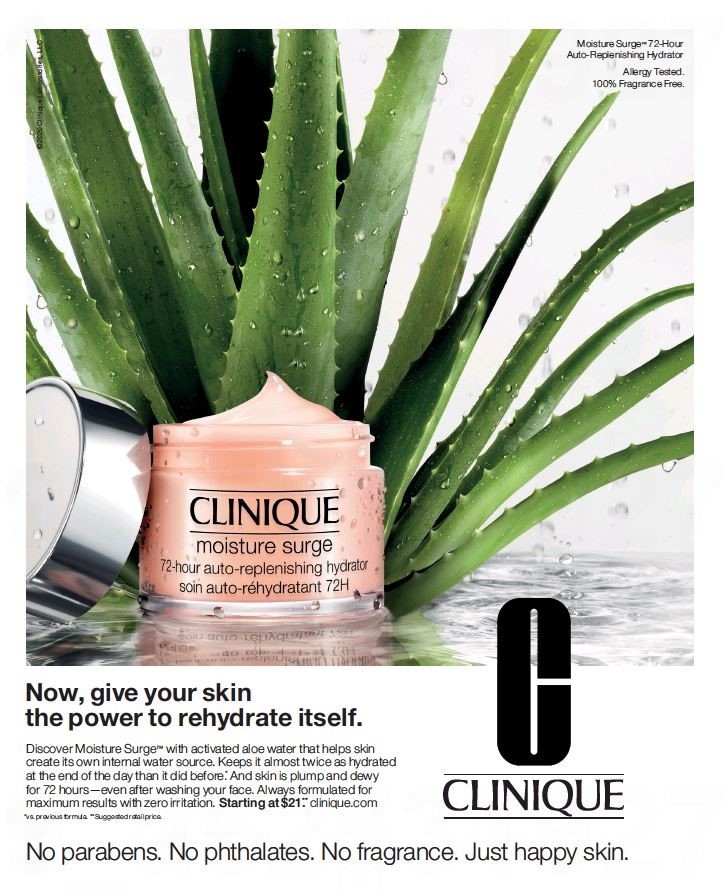 ©2020 Clinique Laboratories, LLC
Moisture Surge™ 72-Hour
Auto-Replenishing Hydrator
Allergy Tested.
100% Fragrance Free.
CLINIQUE
moisture surge
72-hour auto-replenishing hydrator
soin auto-réhydratant 72H
Now, give your skin
the power to rehydrate itself.
Discover Moisture Surge™ with activated aloe water that helps skin
create its own internal water source. Keeps it almost twice as hydrated
at the end of the day than it did before.* And skin is plump and dewy
for 72 hours—even after washing your face. Always formulated for
maximum results with zero irritation. Starting at $21.** clinique.com
*vs. previous formula. **Suggested retail price.
C
CLINIQUE
No parabens. No phthalates. No fragrance. Just happy skin.